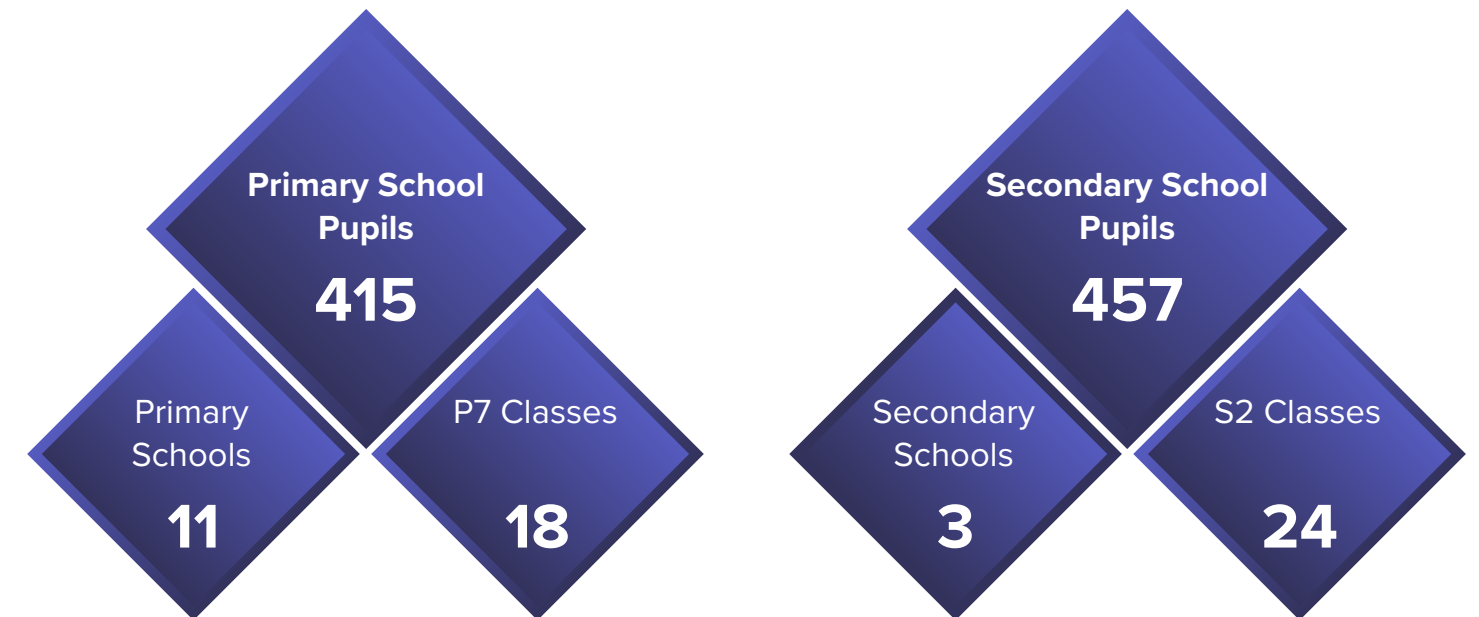 Primary School
Pupils
415
Primary
Schools
11
P7 Classes
18
Secondary School
Pupils
457
Secondary
Schools
3
S2 Classes
24